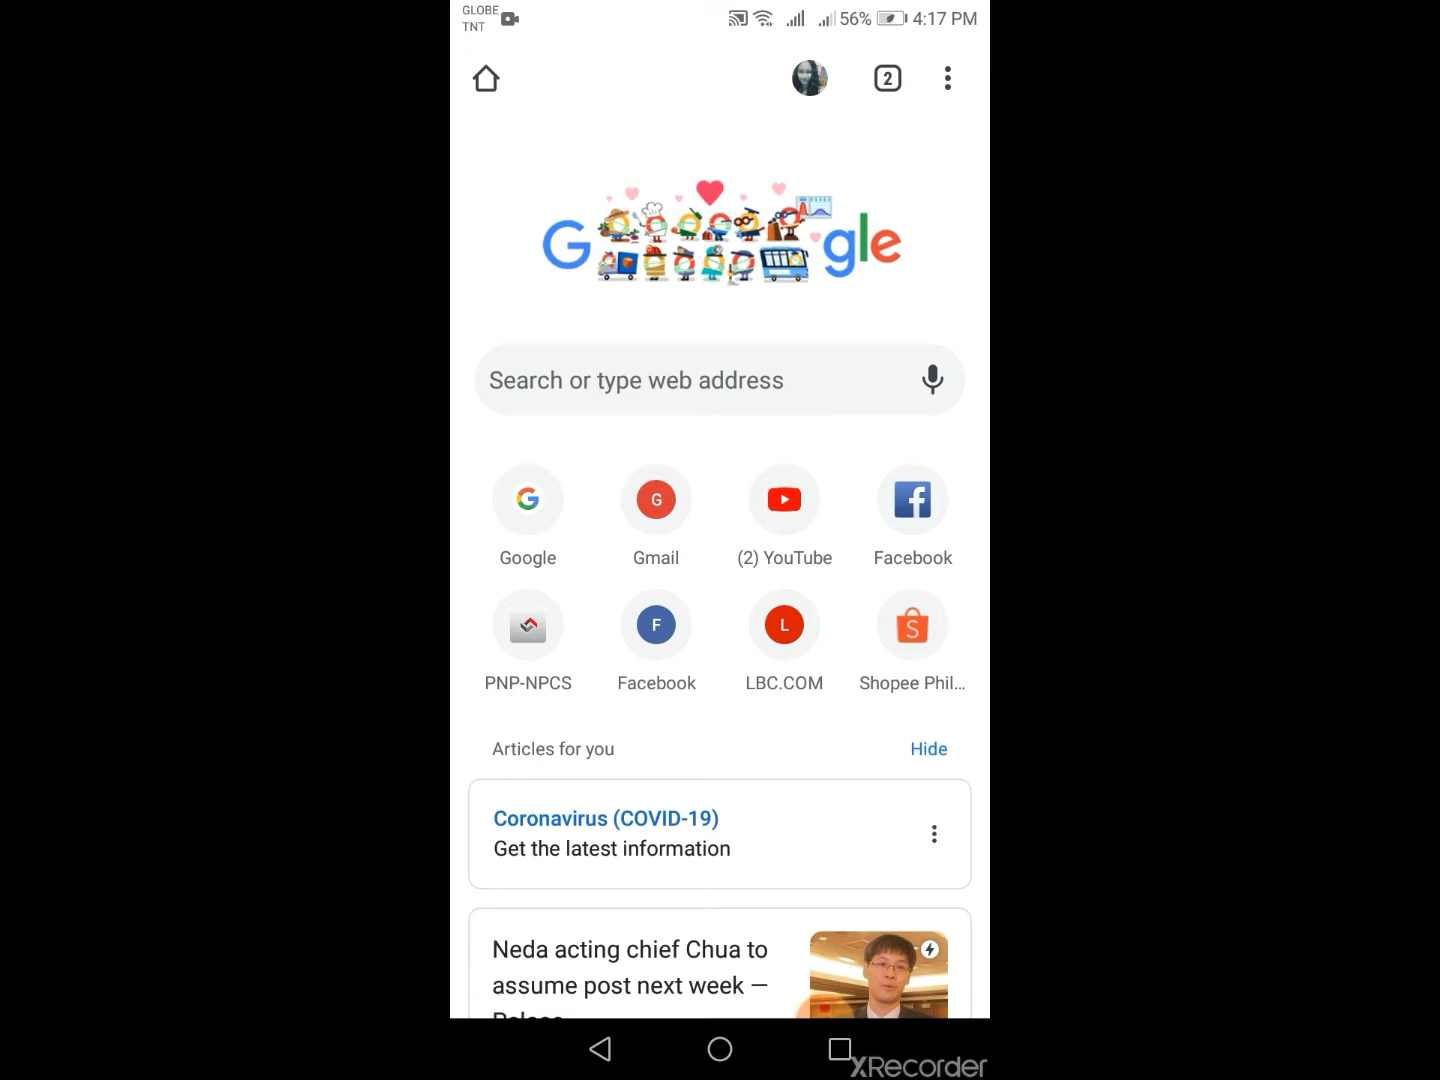 GLOBE
TNT
56%
4:17 PM
2
G gle
Search or type web address
G
Google
Gmail
(2) YouTube
Facebook
F
L
S
PNP-NPCS
Facebook
LBC.COM
Shopee Phil...
Articles for you
Hide
Coronavirus (COVID-19)
Get the latest information
Neda acting chief Chua to
assume post next week —
Palace
XRecorder